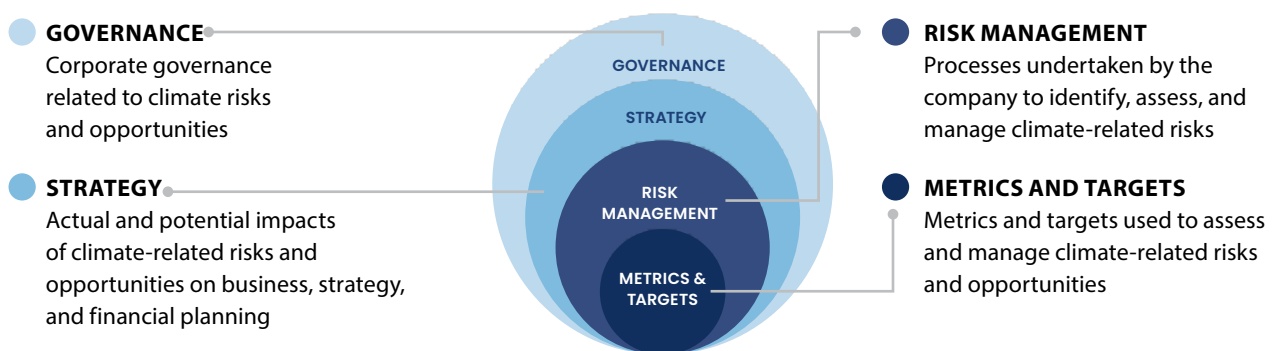 GOVERNANCE
Corporate governance
related to climate risks
and opportunities
STRATEGY
Actual and potential impacts
of climate-related risks and
opportunities on business, strategy,
and financial planning
GOVERNANCE
STRATEGY
RISK
MANAGEMENT
METRICS &
TARGETS
RISK MANAGEMENT
Processes undertaken by the
company to identify, assess, and
manage climate-related risks
METRICS AND TARGETS
Metrics and targets used to assess
and manage climate-related risks
and opportunities